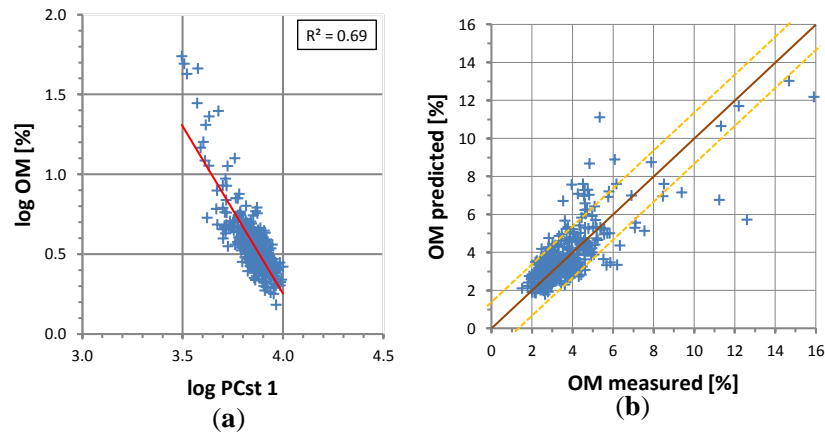 R² = 0.69
log OM [%]
2.0
1.5
1.0
0.5
0.0
3.0 3.5 4.0 4.5
log PCst 1
(a)
OM predicted [%]
16
14
12
10
8
6
4
2
0
0 2 4 6 8 10 12 14 16
OM measured [%]
(b)